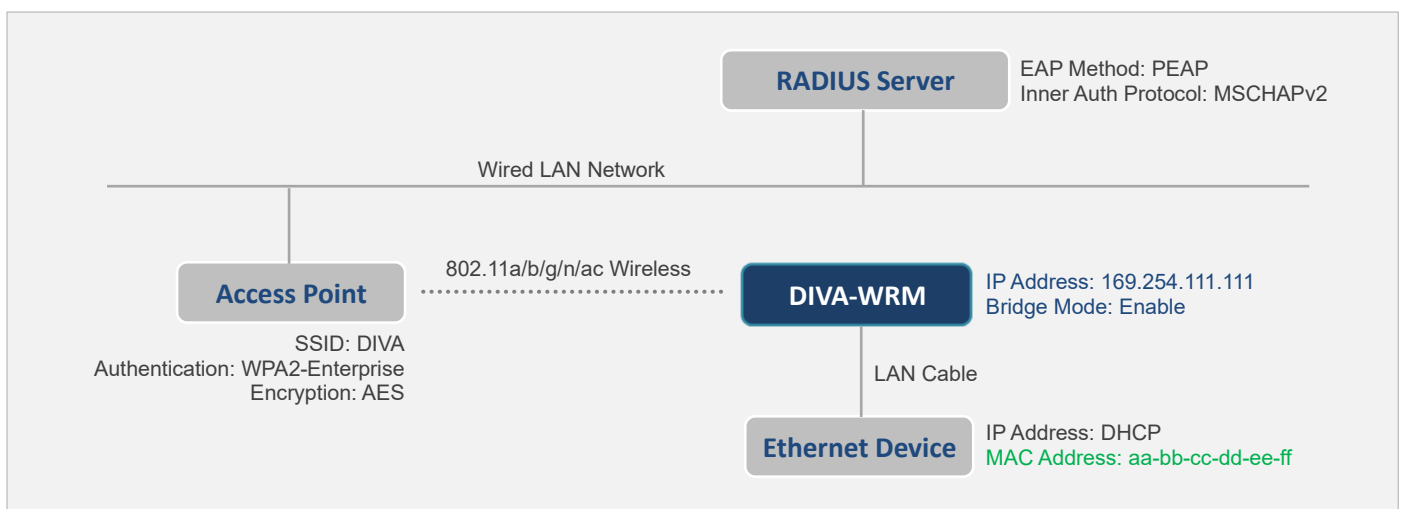 RADIUS Server
EAP Method: PEAP
Inner Auth Protocol: MSCHAPv2
Wired LAN Network
802.11a/b/g/n/ac Wireless
Access Point
DIVA-WRM
IP Address: 169.254.111.111
Bridge Mode: Enable
SSID: DIVA
Authentication: WPA2-Enterprise
Encryption: AES
LAN Cable
Ethernet Device
IP Address: DHCP
MAC Address: aa-bb-cc-dd-ee-ff